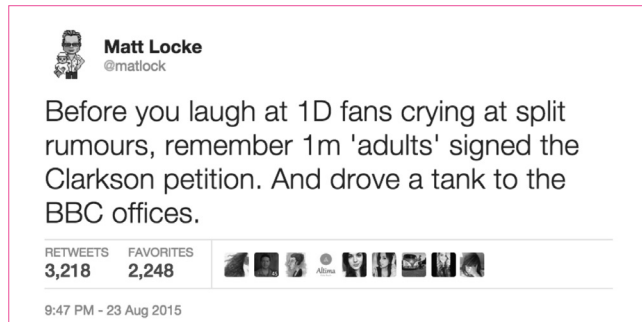 Matt Locke
@matlock
Before you laugh at 1D fans crying at split
rumours, remember 1m 'adults' signed the
Clarkson petition. And drove a tank to the
BBC offices.
RETWEETS FAVORITES
3,218 2,248
Altima
9:47 PM - 23 Aug 2015